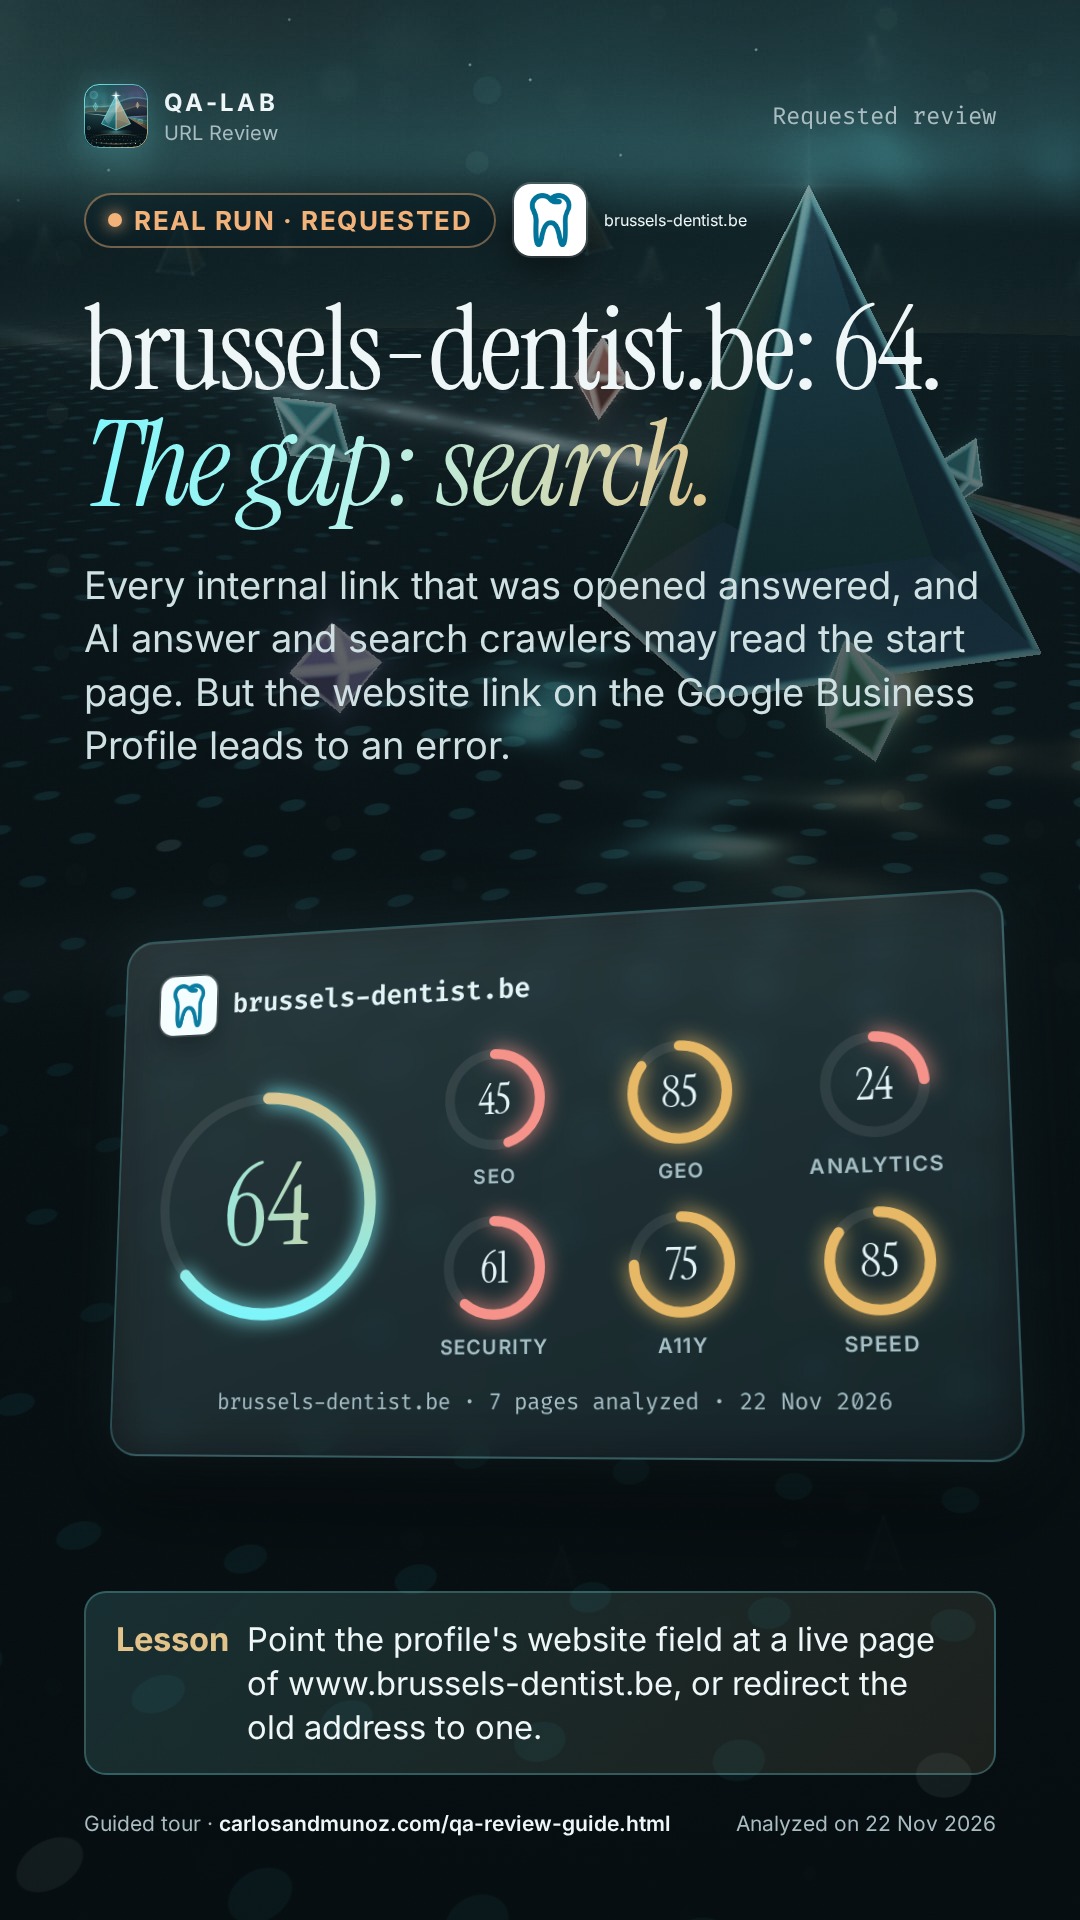 QA-LAB
URL Review
Requested review
REAL RUN · REQUESTED
brussels-dentist.be
brussels-dentist.be: 64.
The gap: search.
Every internal link that was opened answered, and
AI answer and search crawlers may read the start
page. But the website link on the Google Business
Profile leads to an error.
brussels-dentist.be
64
45
SEO
85
GEO
24
ANALYTICS
61
SECURITY
75
A11Y
85
SPEED
brussels-dentist.be · 7 pages analyzed · 22 Nov 2026
Lesson Point the profile's website field at a live page
of www.brussels-dentist.be, or redirect the
old address to one.
Guided tour · carlosandmunoz.com/qa-review-guide.html
Analyzed on 22 Nov 2026